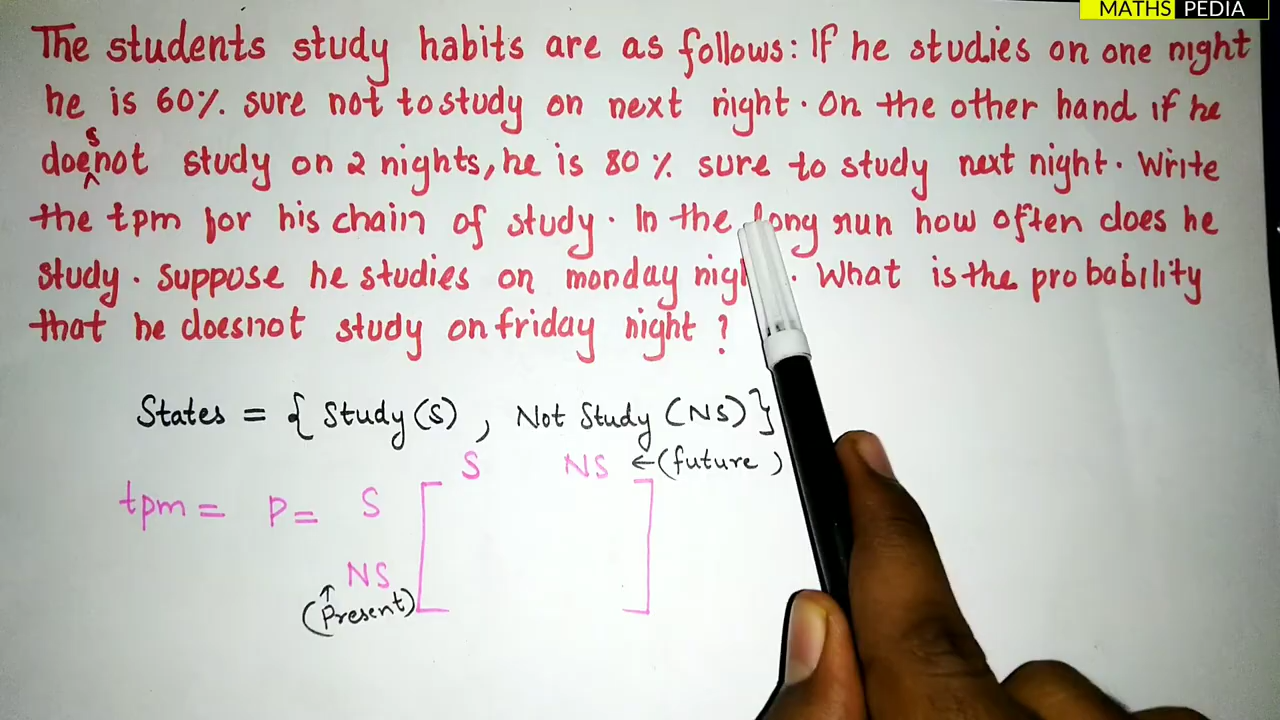 MATHS PEDIA
The students study habits are as follows: If he studies on one night
he is 60%. sure not to study on next night. On the other hand if he
doesnot study on 2 nights, he is 80% sure to study next night. Write
the tpm for his chain of study. In the long run how often does he
study. Suppose he studies on monday night. What is the probability
that he doesnot study on friday night ?
States = { Study(S) , Not Study (NS)}
S NS ←(future )
tpm = P = S
NS
↑
(Present)